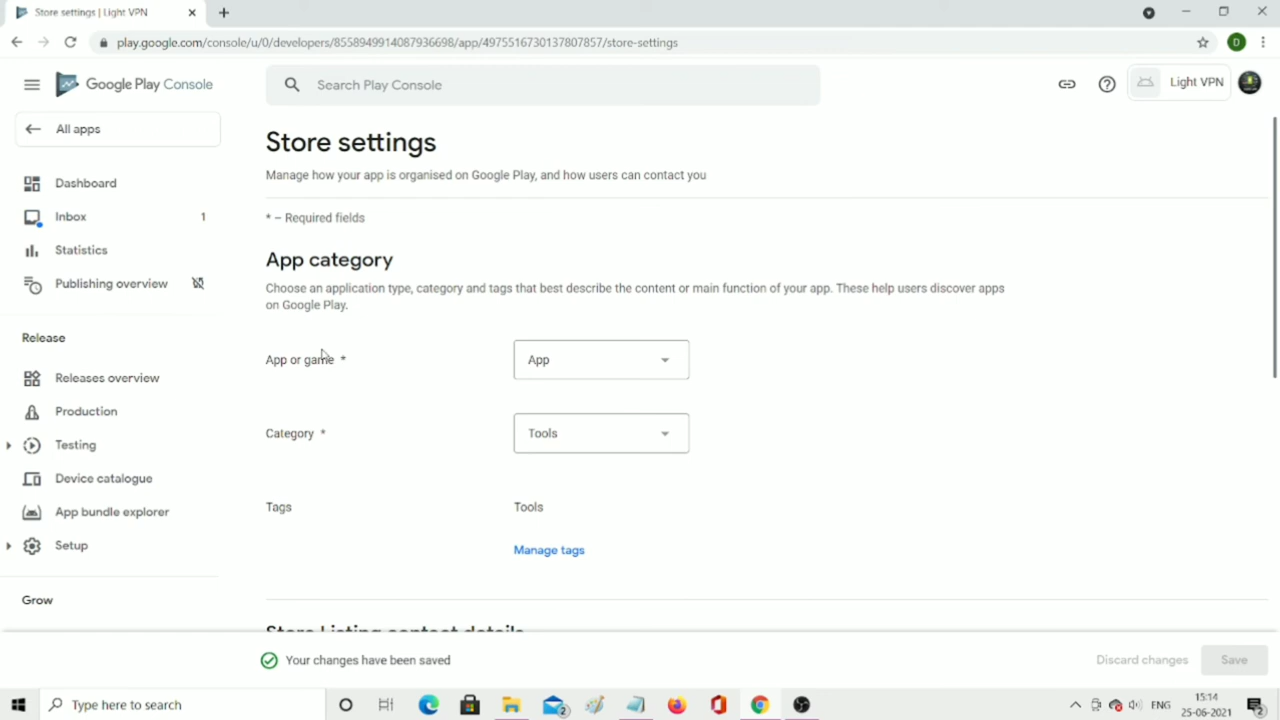 Store settings | Light VPN
play.google.com/console/u/0/developers/8558949914087936698/app/4975516730137807857/store-settings
D
Google Play Console
Search Play Console
Light VPN
All apps
Dashboard
Inbox 1
Statistics
Publishing overview
Release
Releases overview
Production
Testing
Device catalogue
App bundle explorer
Setup
Grow
Store settings
Manage how your app is organised on Google Play, and how users can contact you
* – Required fields
App category
Choose an application type, category and tags that best describe the content or main function of your app. These help users discover apps
on Google Play.
App or game * App
Category * Tools
Tags Tools
Manage tags
Store Listing contact details
Your changes have been saved
Discard changes Save
Type here to search
2
ENG
15:14
25-06-2021
2